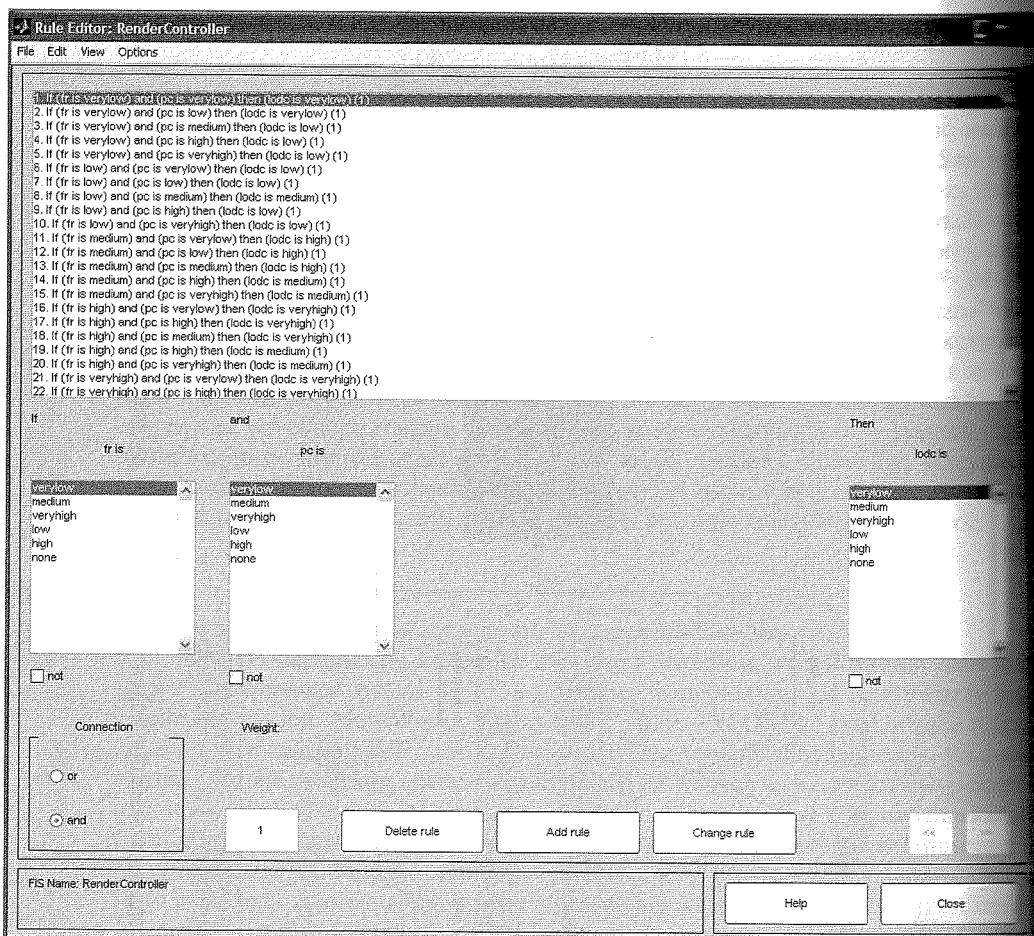 Rule Editor: RenderController
File Edit View Options
1. If (fr is verylow) and (pc is verylow) then (lodc is verylow) (1)
2. If (fr is verylow) and (pc is low) then (lodc is verylow) (1)
3. If (fr is verylow) and (pc is medium) then (lodc is low) (1)
4. If (fr is verylow) and (pc is high) then (lodc is low) (1)
5. If (fr is verylow) and (pc is veryhigh) then (lodc is low) (1)
6. If (fr is low) and (pc is verylow) then (lodc is low) (1)
7. If (fr is low) and (pc is low) then (lodc is low) (1)
8. If (fr is low) and (pc is medium) then (lodc is medium) (1)
9. If (fr is low) and (pc is high) then (lodc is low) (1)
10. If (fr is low) and (pc is veryhigh) then (lodc is low) (1)
11. If (fr is medium) and (pc is verylow) then (lodc is high) (1)
12. If (fr is medium) and (pc is low) then (lodc is high) (1)
13. If (fr is medium) and (pc is medium) then (lodc is high) (1)
14. If (fr is medium) and (pc is high) then (lodc is medium) (1)
15. If (fr is medium) and (pc is veryhigh) then (lodc is medium) (1)
16. If (fr is high) and (pc is verylow) then (lodc is veryhigh) (1)
17. If (fr is high) and (pc is high) then (lodc is veryhigh) (1)
18. If (fr is high) and (pc is medium) then (lodc is veryhigh) (1)
19. If (fr is high) and (pc is high) then (lodc is medium) (1)
20. If (fr is high) and (pc is veryhigh) then (lodc is medium) (1)
21. If (fr is veryhigh) and (pc is verylow) then (lodc is veryhigh) (1)
22. If (fr is veryhigh) and (pc is high) then (lodc is veryhigh) (1)
If and Then
fr is pc is lodc is
verylow verylow verylow
medium medium medium
veryhigh veryhigh veryhigh
low low low
high high high
none none none
not not not
Connection Weight:
or
and 1 Delete rule Add rule Change rule <<
FIS Name: RenderController
Help Close